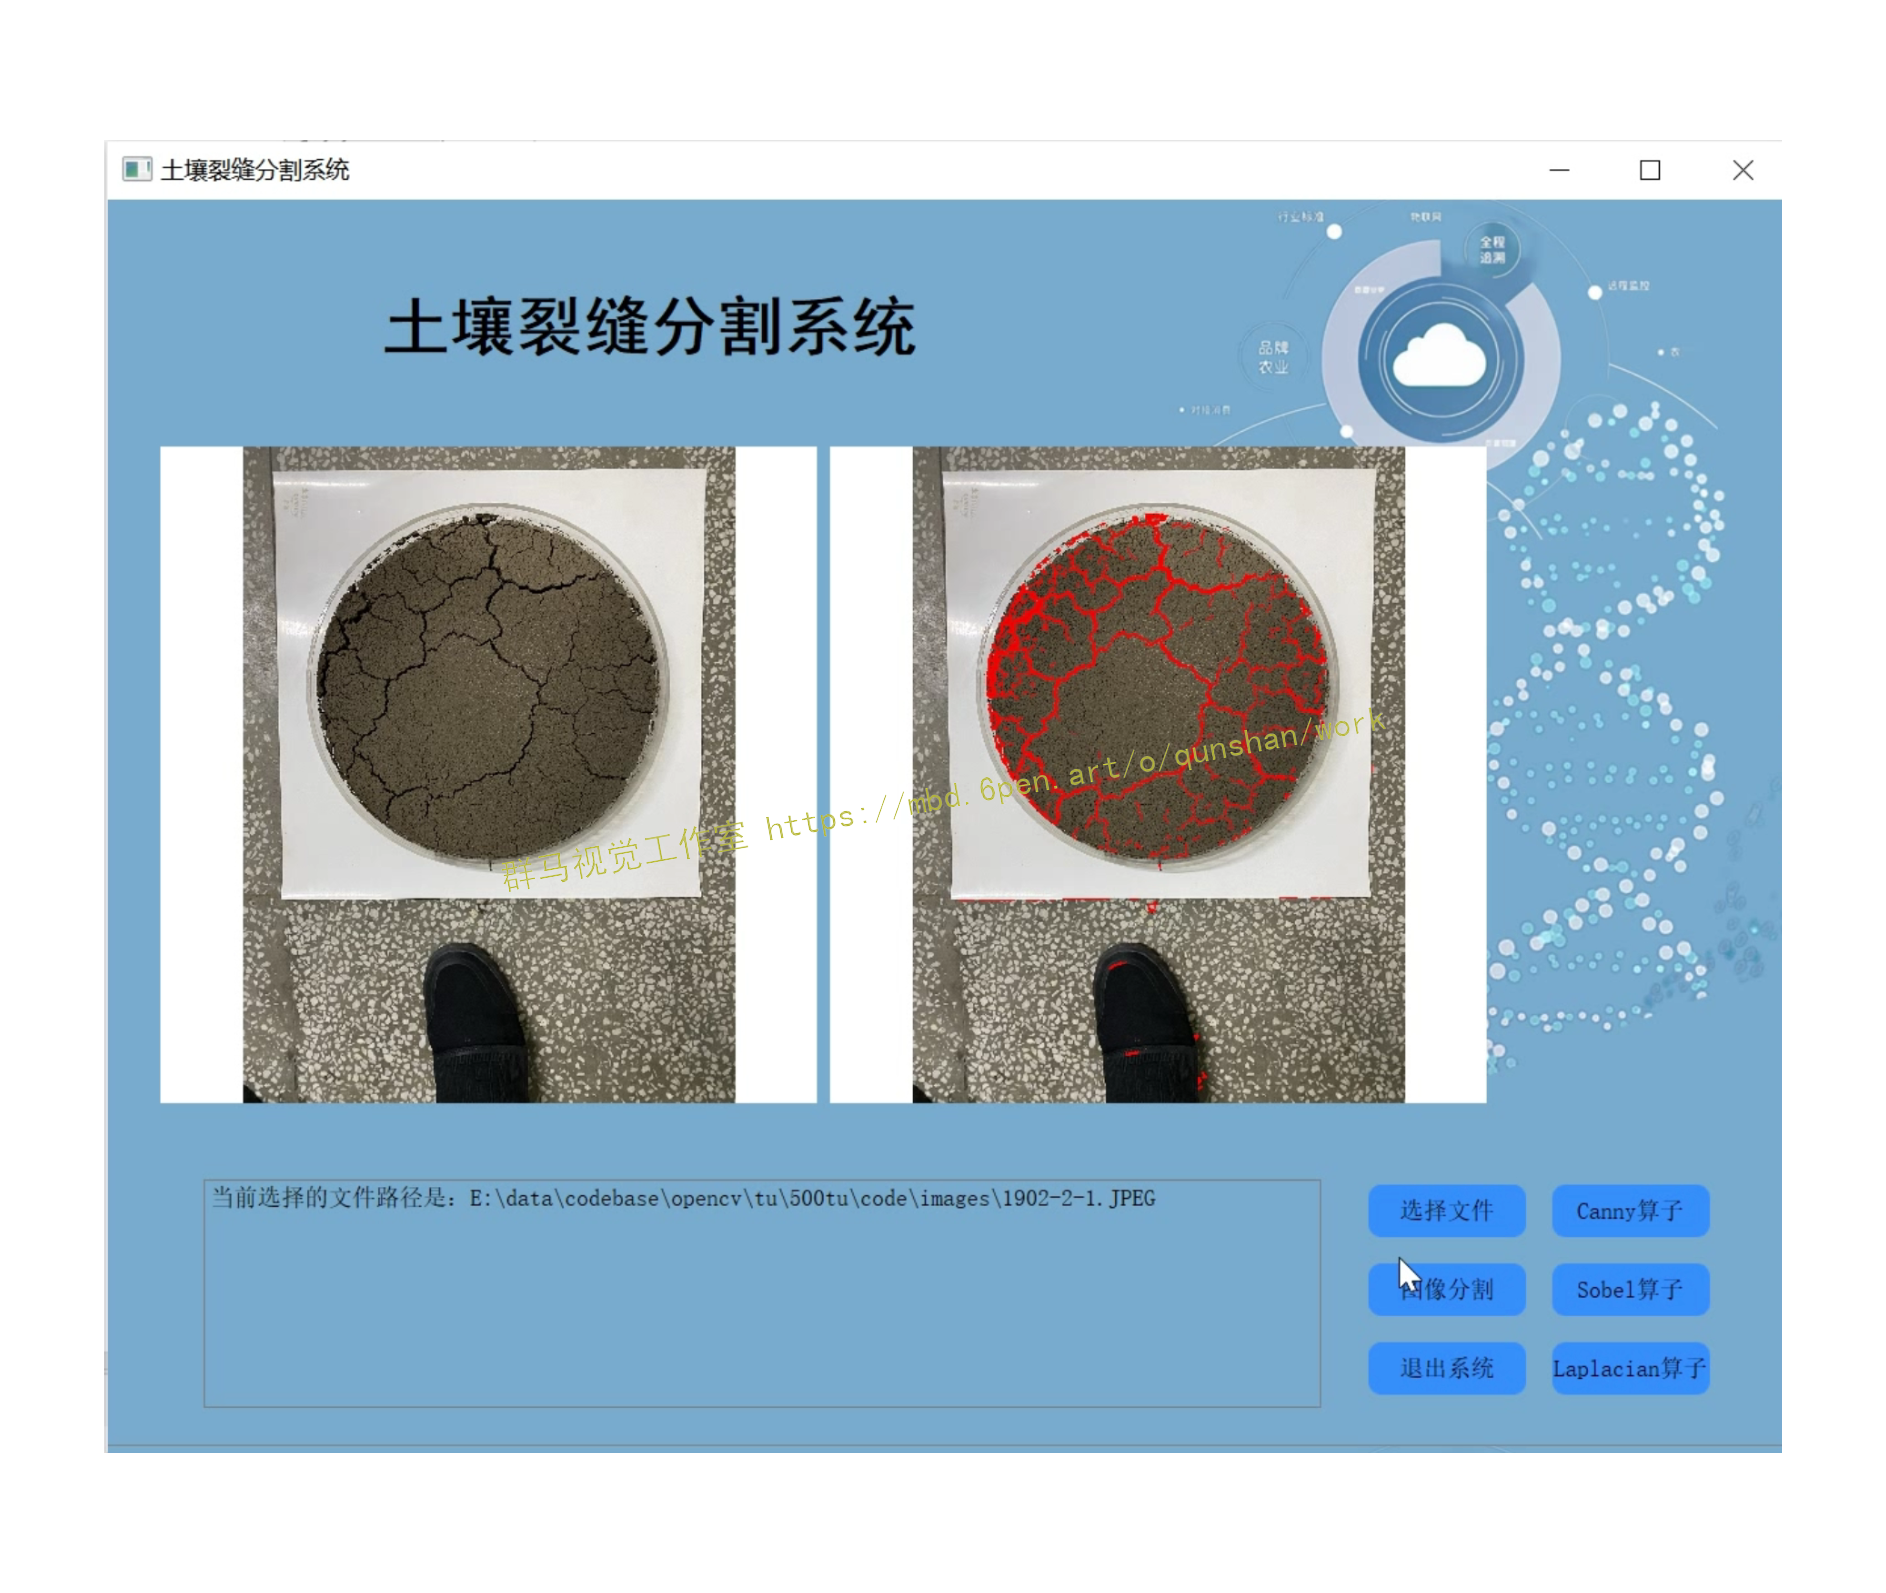 土壤裂缝分割系统
行业标准
物联网
全程
追溯
远程监控
土壤裂缝分割系统
品牌
农业
农
群马视觉工作室 https://mbd.6pen.art/o/qunshan/work
当前选择的文件路径是：E:\data\codebase\opencv\tu\500tu\code\images\1902-2-1.JPEG
选择文件
Canny算子
图像分割
Sobel算子
退出系统
Laplacian算子